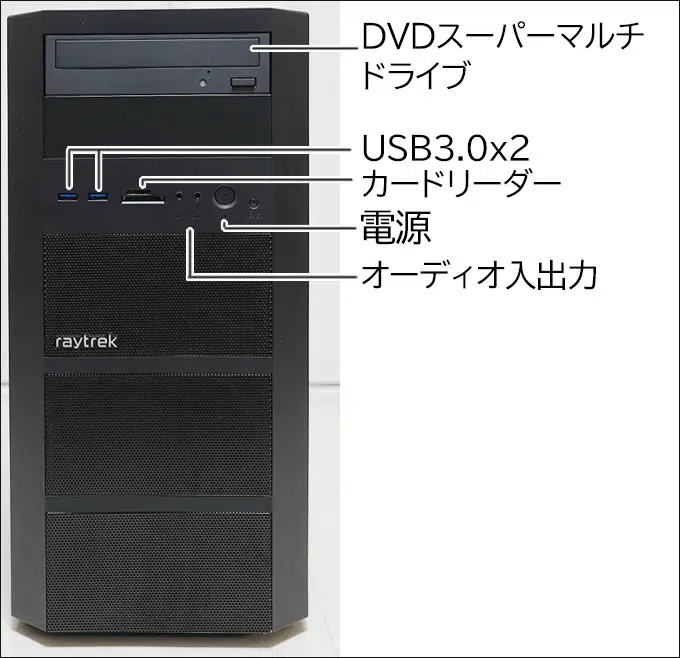 DVDスーパーマルチ
ドライブ
USB3.0x2
カードリーダー
電源
オーディオ入出力
raytrek